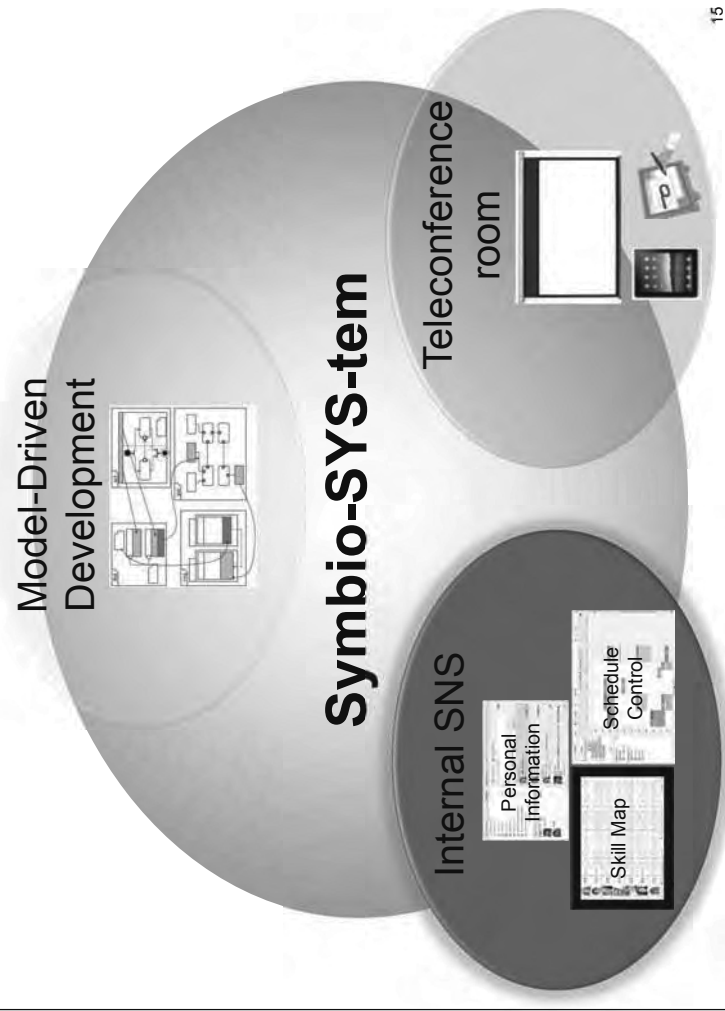 Model-Driven
Development
Symbio-SYS-tem
Internal SNS
Personal
Information
Skill Map
Schedule
Control
Teleconference
room
15